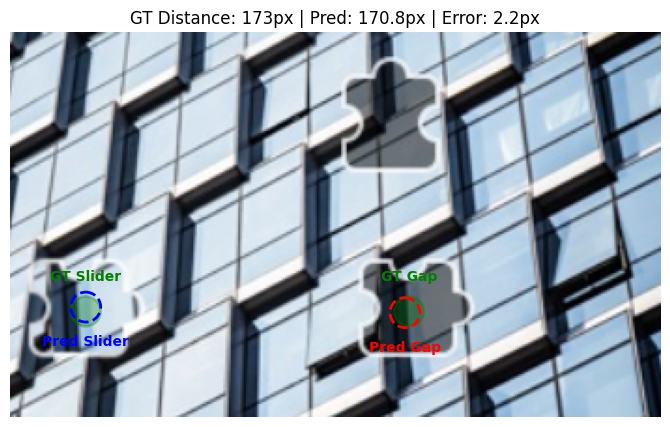 GT Distance: 173px | Pred: 170.8px | Error: 2.2px
GT Slider
GT Gap
Pred Slider
Pred Gap